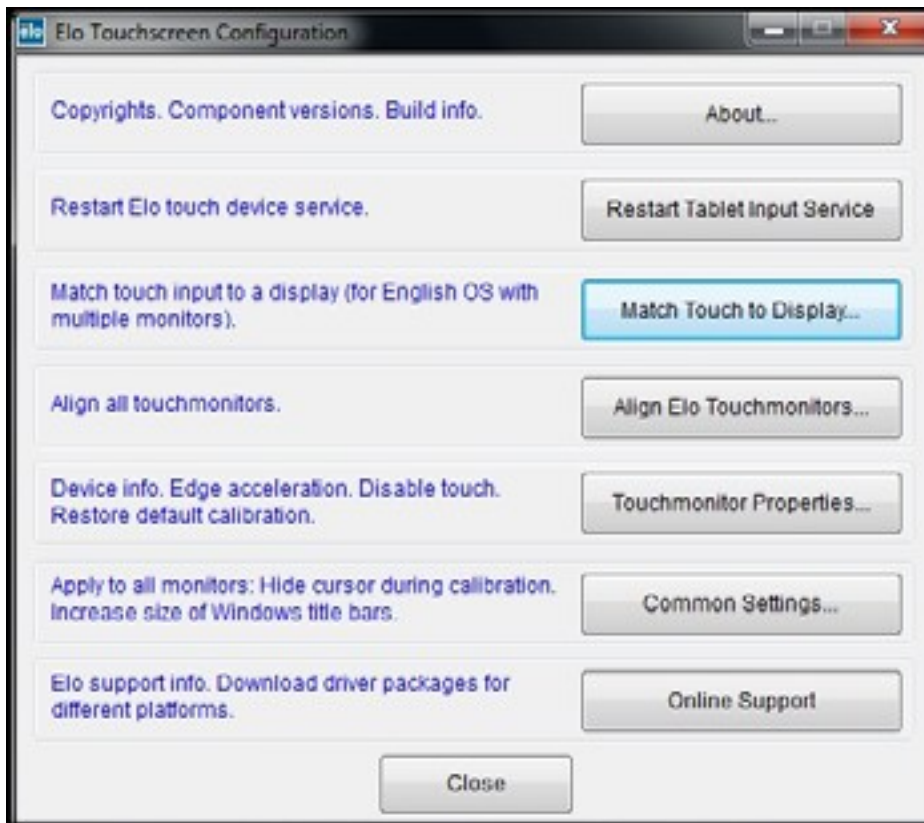 elo Elo Touchscreen Configuration
Copyrights. Component versions. Build info.
About...
Restart Elo touch device service.
Restart Tablet Input Service
Match touch input to a display (for English OS with
multiple monitors).
Match Touch to Display...
Align all touchmonitors.
Align Elo Touchmonitors...
Device info. Edge acceleration. Disable touch.
Restore default calibration.
Touchmonitor Properties...
Apply to all monitors: Hide cursor during calibration.
Increase size of Windows title bars.
Common Settings...
Elo support info. Download driver packages for
different platforms.
Online Support
Close